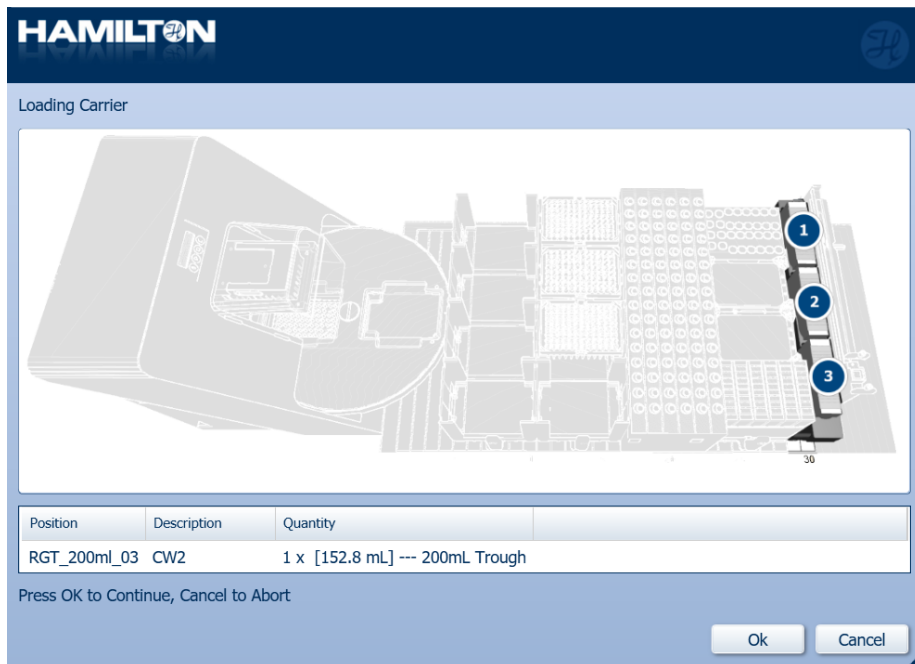 HAMILTON
Loading Carrier
1
2
3
30
Position Description Quantity
RGT_200ml_03 CW2 1 x [152.8 mL] --- 200mL Trough
Press OK to Continue, Cancel to Abort
Ok Cancel